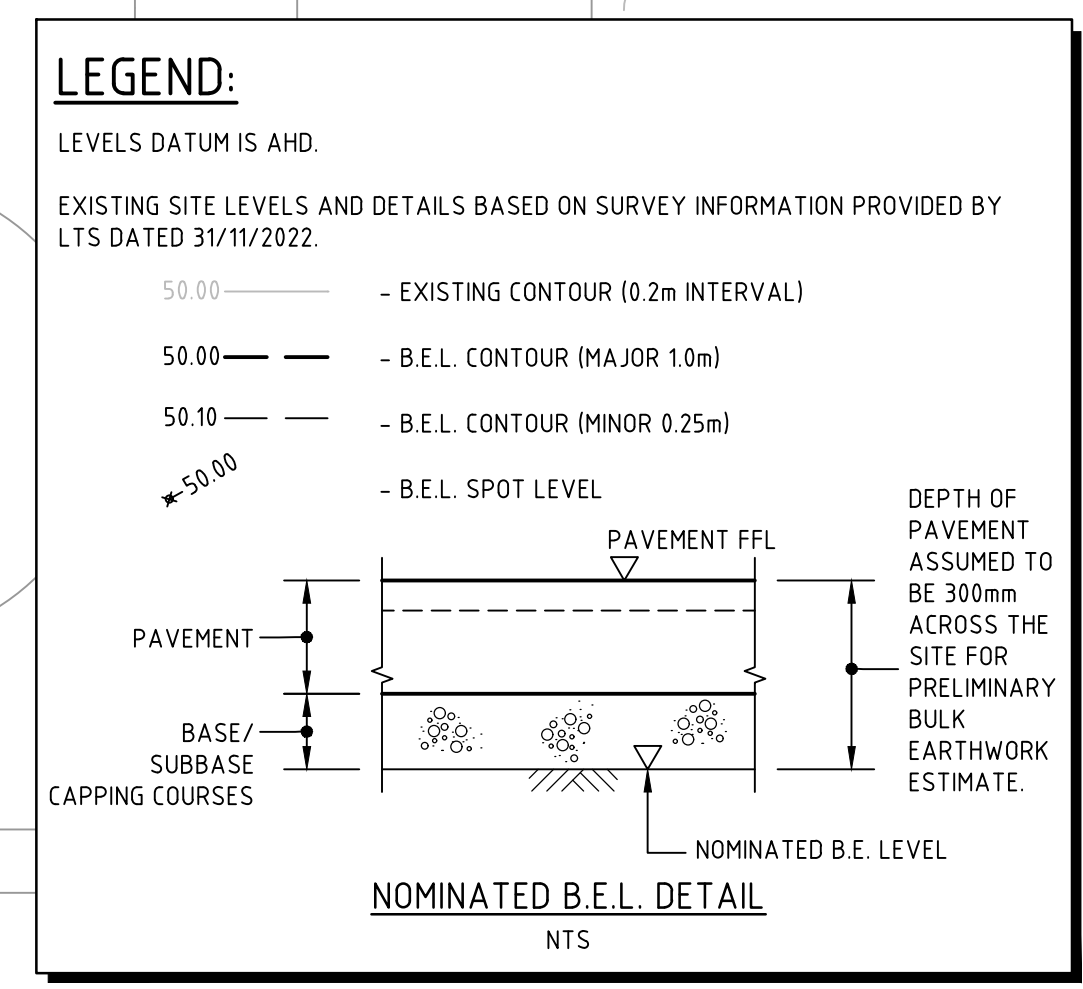 LEGEND:
LEVELS DATUM IS AHD.
EXISTING SITE LEVELS AND DETAILS BASED ON SURVEY INFORMATION PROVIDED BY
LTS DATED 31/11/2022.
50.00 - EXISTING CONTOUR (0.2m INTERVAL)
50.00 - B.E.L. CONTOUR (MAJOR 1.0m)
50.10 - B.E.L. CONTOUR (MINOR 0.25m)
50.00 - B.E.L. SPOT LEVEL
PAVEMENT FFL
PAVEMENT
BASE/
SUBBASE
CAPPING COURSES
DEPTH OF
PAVEMENT
ASSUMED TO
BE 300mm
ACROSS THE
SITE FOR
PRELIMINARY
BULK
EARTHWORK
ESTIMATE.
NOMINATED B.E. LEVEL
NOMINATED B.E.L. DETAIL
NTS